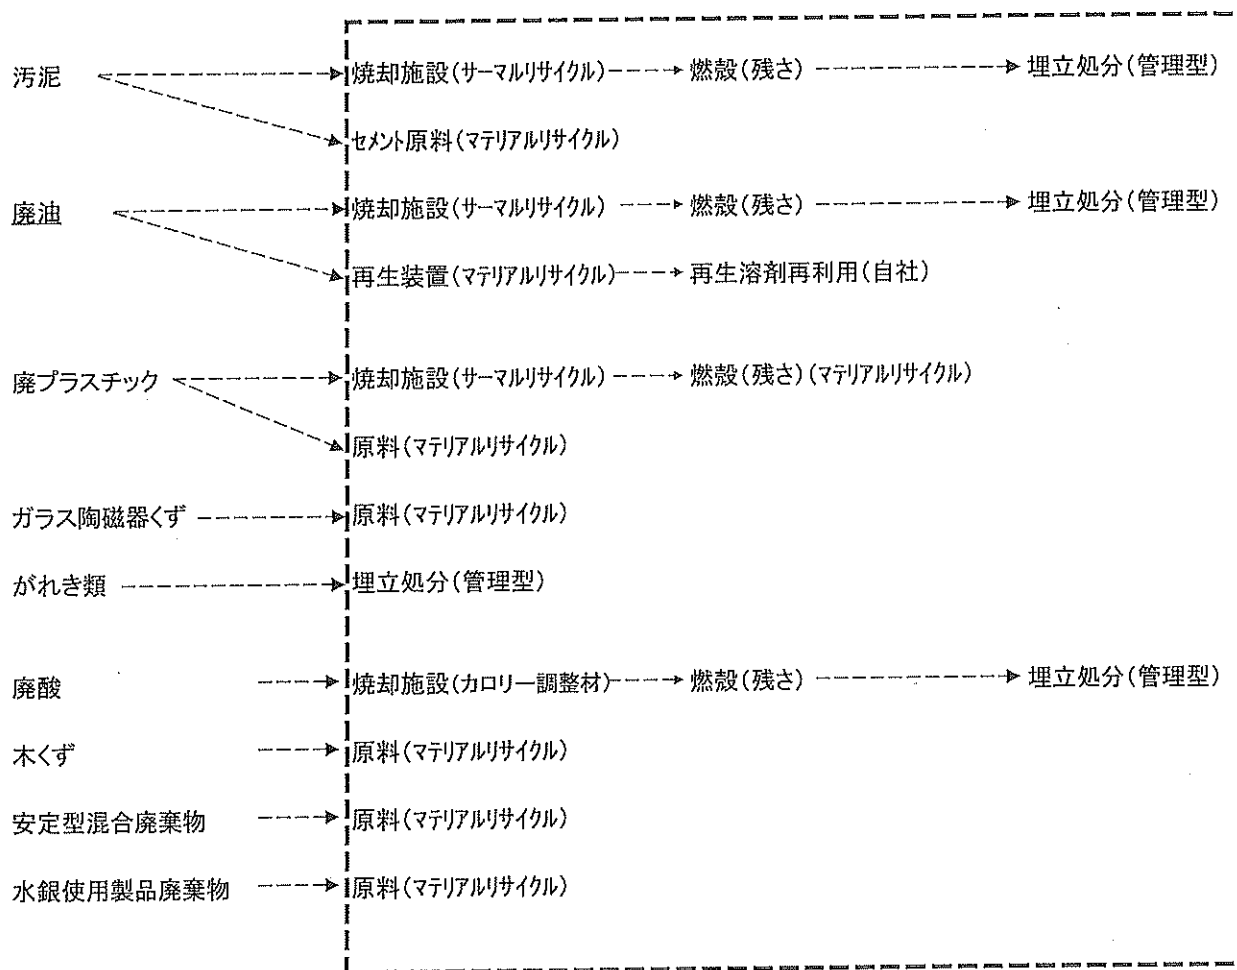 汚泥 焼却施設(サーマルリサイクル) 燃殻(残さ) 埋立処分(管理型)
セメント原料(マテリアルリサイクル)
廃油 焼却施設(サーマルリサイクル) 燃殻(残さ) 埋立処分(管理型)
再生装置(マテリアルリサイクル) 再生溶剤再利用(自社)
廃プラスチック 焼却施設(サーマルリサイクル) 燃殻(残さ)(マテリアルリサイクル)
原料(マテリアルリサイクル)
ガラス陶磁器くず 原料(マテリアルリサイクル)
がれき類 埋立処分(管理型)
廃酸 焼却施設(カロリー調整材) 燃殻(残さ) 埋立処分(管理型)
木くず 原料(マテリアルリサイクル)
安定型混合廃棄物 原料(マテリアルリサイクル)
水銀使用製品廃棄物 原料(マテリアルリサイクル)